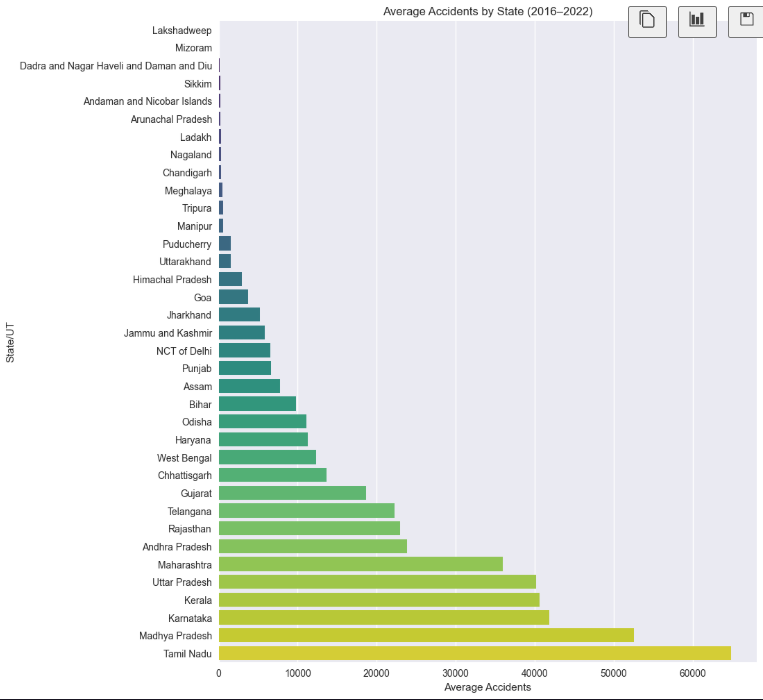 Average Accidents by State (2016–2022)
Lakshadweep
Mizoram
Dadra and Nagar Haveli and Daman and Diu
Sikkim
Andaman and Nicobar Islands
Arunachal Pradesh
Ladakh
Nagaland
Chandigarh
Meghalaya
Tripura
Manipur
Puducherry
Uttarakhand
Himachal Pradesh
Goa
Jharkhand
Jammu and Kashmir
NCT of Delhi
Punjab
Assam
Bihar
Odisha
Haryana
West Bengal
Chhattisgarh
Gujarat
Telangana
Rajasthan
Andhra Pradesh
Maharashtra
Uttar Pradesh
Kerala
Karnataka
Madhya Pradesh
Tamil Nadu
State/UT
0 10000 20000 30000 40000 50000 60000
Average Accidents